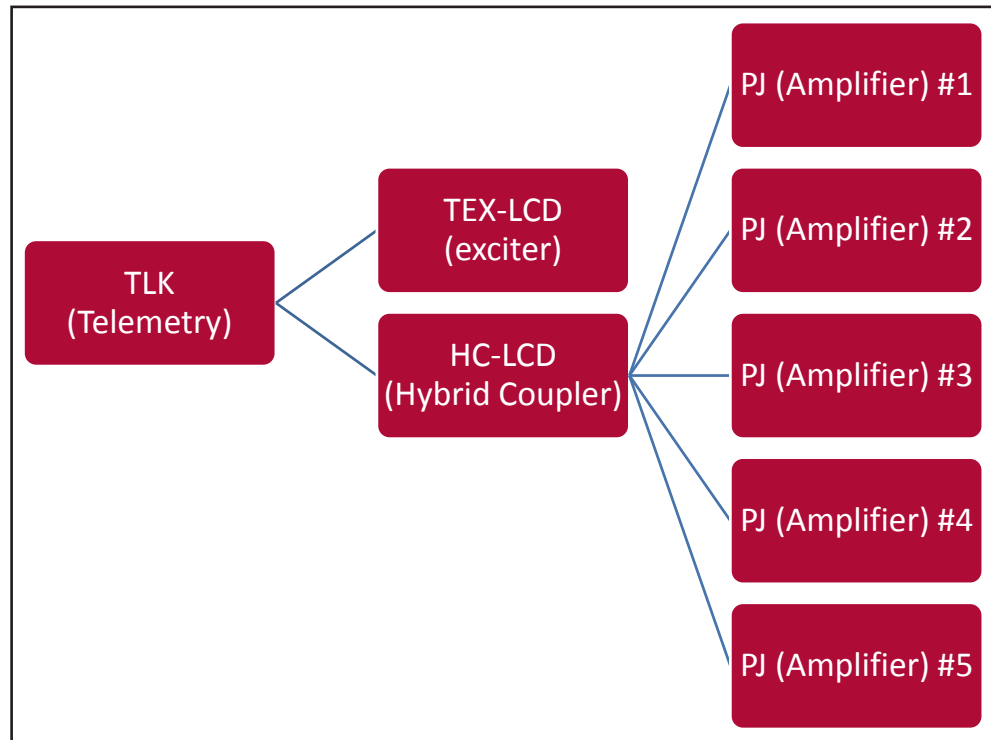 TLK
(Telemetry)
TEX-LCD
(exciter)
HC-LCD
(Hybrid Coupler)
PJ (Amplifier) #1
PJ (Amplifier) #2
PJ (Amplifier) #3
PJ (Amplifier) #4
PJ (Amplifier) #5